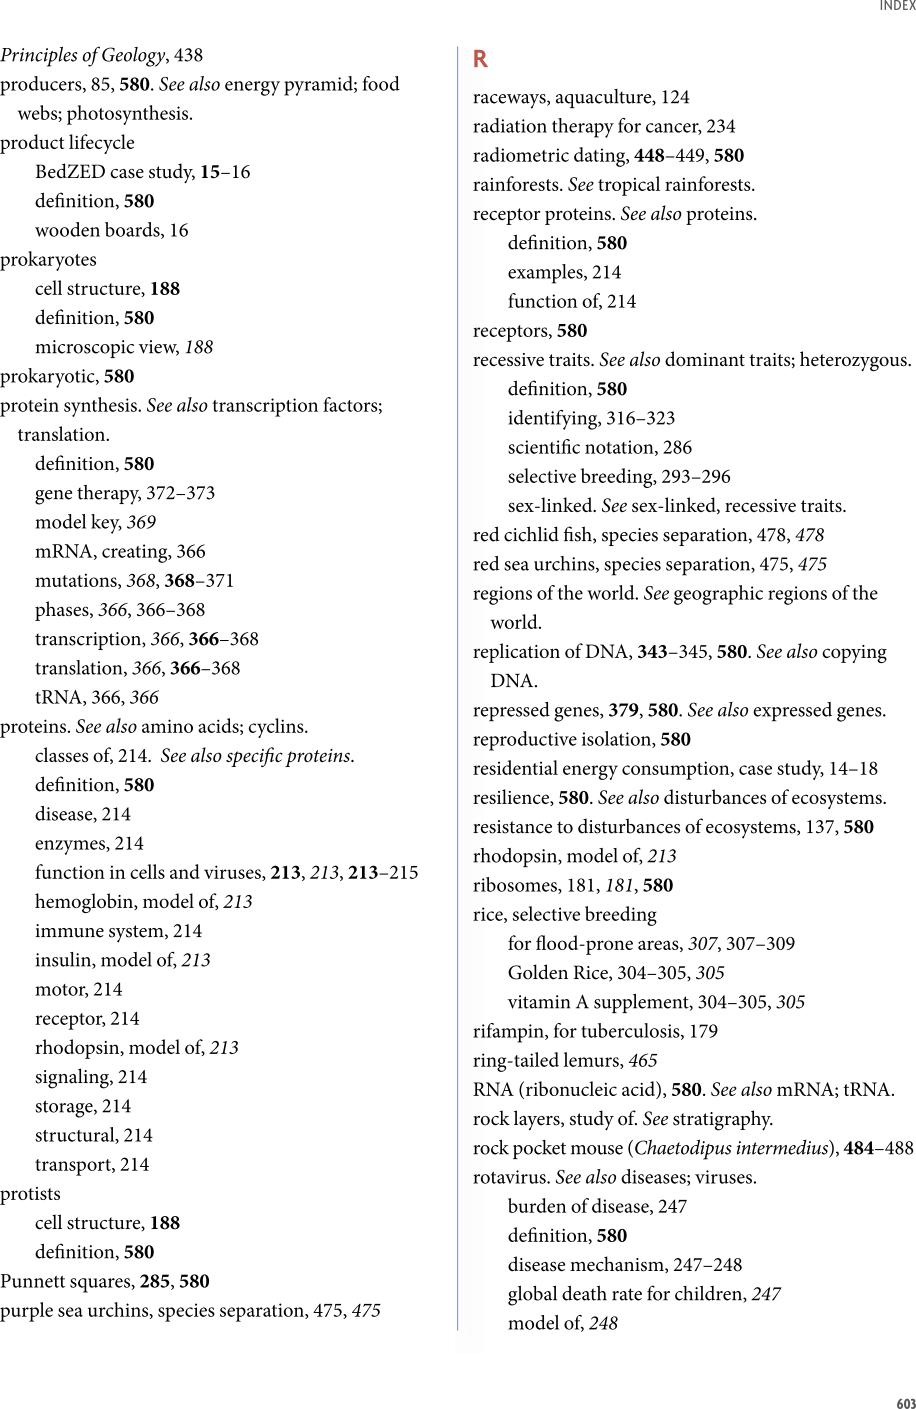 INDEX
Principles of Geology, 438
producers, 85, 580. See also energy pyramid; food
webs; photosynthesis.
product lifecycle
BedZED case study, 15–16
definition, 580
wooden boards, 16
prokaryotes
cell structure, 188
definition, 580
microscopic view, 188
prokaryotic, 580
protein synthesis. See also transcription factors;
translation.
definition, 580
gene therapy, 372–373
model key, 369
mRNA, creating, 366
mutations, 368, 368–371
phases, 366, 366–368
transcription, 366, 366–368
translation, 366, 366–368
tRNA, 366, 366
proteins. See also amino acids; cyclins.
classes of, 214. See also specific proteins.
definition, 580
disease, 214
enzymes, 214
function in cells and viruses, 213, 213, 213–215
hemoglobin, model of, 213
immune system, 214
insulin, model of, 213
motor, 214
receptor, 214
rhodopsin, model of, 213
signaling, 214
storage, 214
structural, 214
transport, 214
protists
cell structure, 188
definition, 580
Punnett squares, 285, 580
purple sea urchins, species separation, 475, 475
R
raceways, aquaculture, 124
radiation therapy for cancer, 234
radiometric dating, 448–449, 580
rainforests. See tropical rainforests.
receptor proteins. See also proteins.
definition, 580
examples, 214
function of, 214
receptors, 580
recessive traits. See also dominant traits; heterozygous.
definition, 580
identifying, 316–323
scientific notation, 286
selective breeding, 293–296
sex-linked. See sex-linked, recessive traits.
red cichlid fish, species separation, 478, 478
red sea urchins, species separation, 475, 475
regions of the world. See geographic regions of the
world.
replication of DNA, 343–345, 580. See also copying
DNA.
repressed genes, 379, 580. See also expressed genes.
reproductive isolation, 580
residential energy consumption, case study, 14–18
resilience, 580. See also disturbances of ecosystems.
resistance to disturbances of ecosystems, 137, 580
rhodopsin, model of, 213
ribosomes, 181, 181, 580
rice, selective breeding
for flood-prone areas, 307, 307–309
Golden Rice, 304–305, 305
vitamin A supplement, 304–305, 305
rifampin, for tuberculosis, 179
ring-tailed lemurs, 465
RNA (ribonucleic acid), 580. See also mRNA; tRNA.
rock layers, study of. See stratigraphy.
rock pocket mouse (Chaetodipus intermedius), 484–488
rotavirus. See also diseases; viruses.
burden of disease, 247
definition, 580
disease mechanism, 247–248
global death rate for children, 247
model of, 248
603